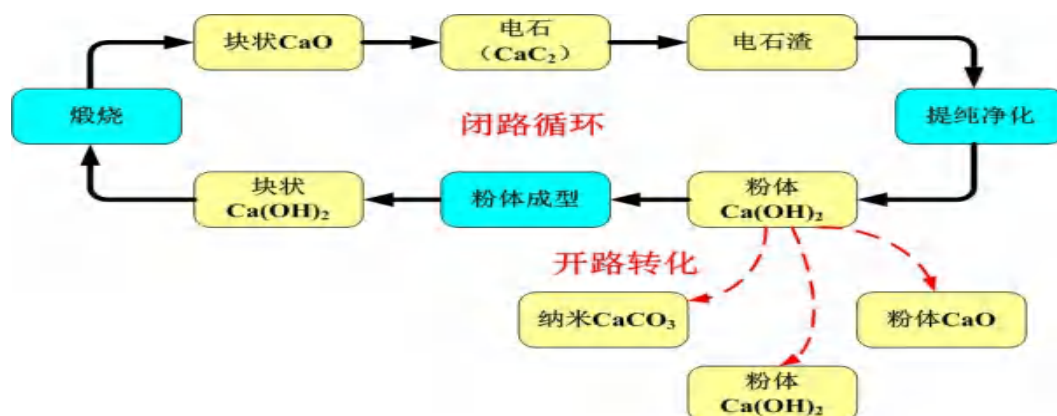 块状CaO
电石
（CaC₂）
电石渣
煅烧
闭路循环
提纯净化
块状
Ca(OH)₂
粉体成型
粉体
Ca(OH)₂
开路转化
纳米CaCO₃
粉体CaO
粉体
Ca(OH)₂